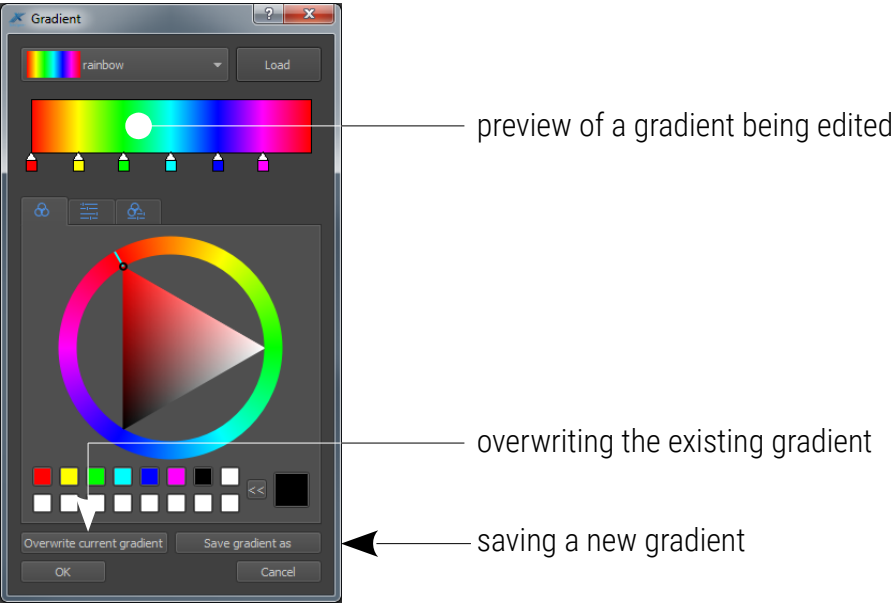 Gradient
?
X
rainbow
Load
preview of a gradient being edited
overwriting the existing gradient
<<
Overwrite current gradient
Save gradient as
saving a new gradient
OK
Cancel